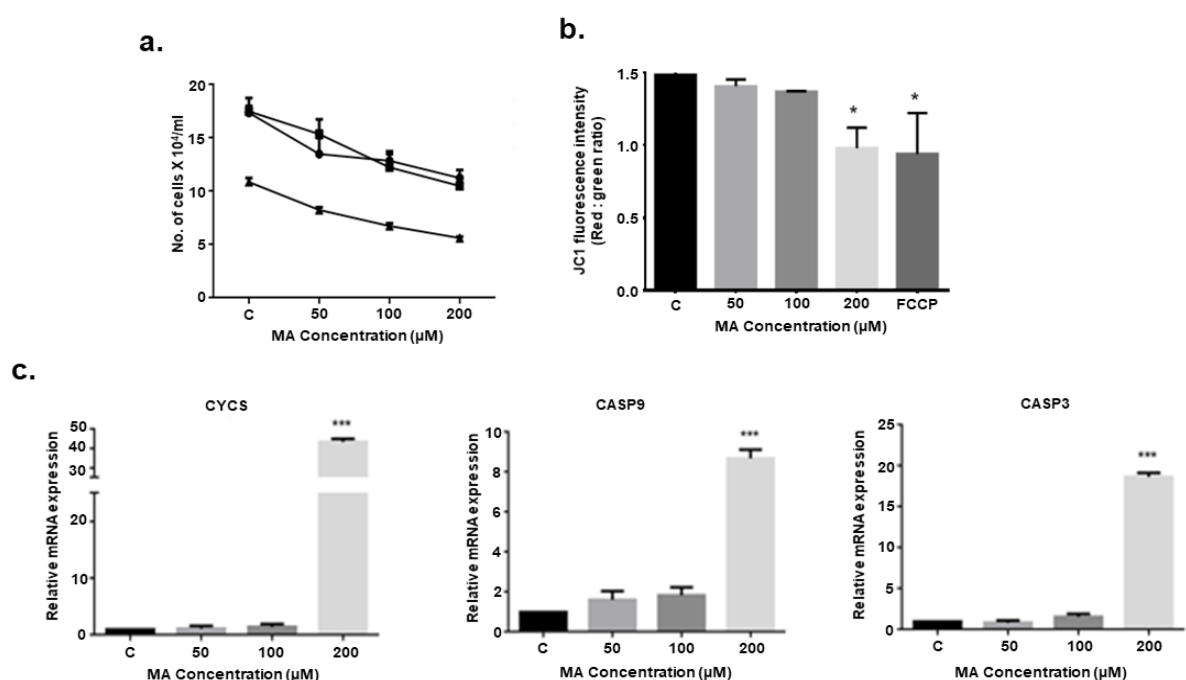 a.
No. of cells X 10⁴/ml
20
15
10
5
0
C 50 100 200
MA Concentration (µM)
b.
JC1 fluorescence intensity
(Red : green ratio)
1.5
1.0
0.5
0.0
* *
C 50 100 200 FCCP
MA Concentration (µM)
c.
CYCS
Relative mRNA expression
50
40
30
20
10
0
***
C 50 100 200
MA Concentration (µM)
CASP9
Relative mRNA expression
10
8
6
4
2
0
***
C 50 100 200
MA Concentration (µM)
CASP3
Relative mRNA expression
25
20
15
10
5
0
***
C 50 100 200
MA Concentration (µM)